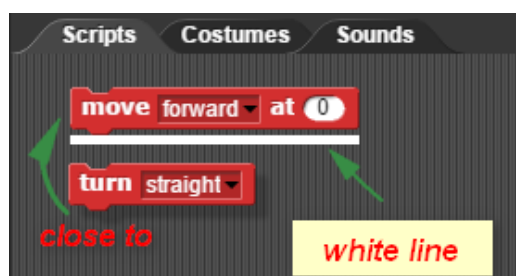 Scripts Costumes Sounds
move forward at 0
turn straight
close to
white line